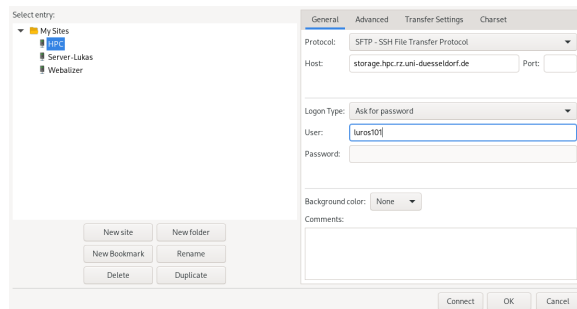 Select entry:
My Sites
HPC
Server-Lukas
Webalizer
New site
New folder
New Bookmark
Rename
Delete
Duplicate
General
Advanced
Transfer Settings
Charset
Protocol:
SFTP - SSH File Transfer Protocol
Host:
storage.hpc.rz.uni-duesseldorf.de
Port:
Logon Type:
Ask for password
User:
luros101
Password:
Background color:
None
Comments:
Connect
OK
Cancel